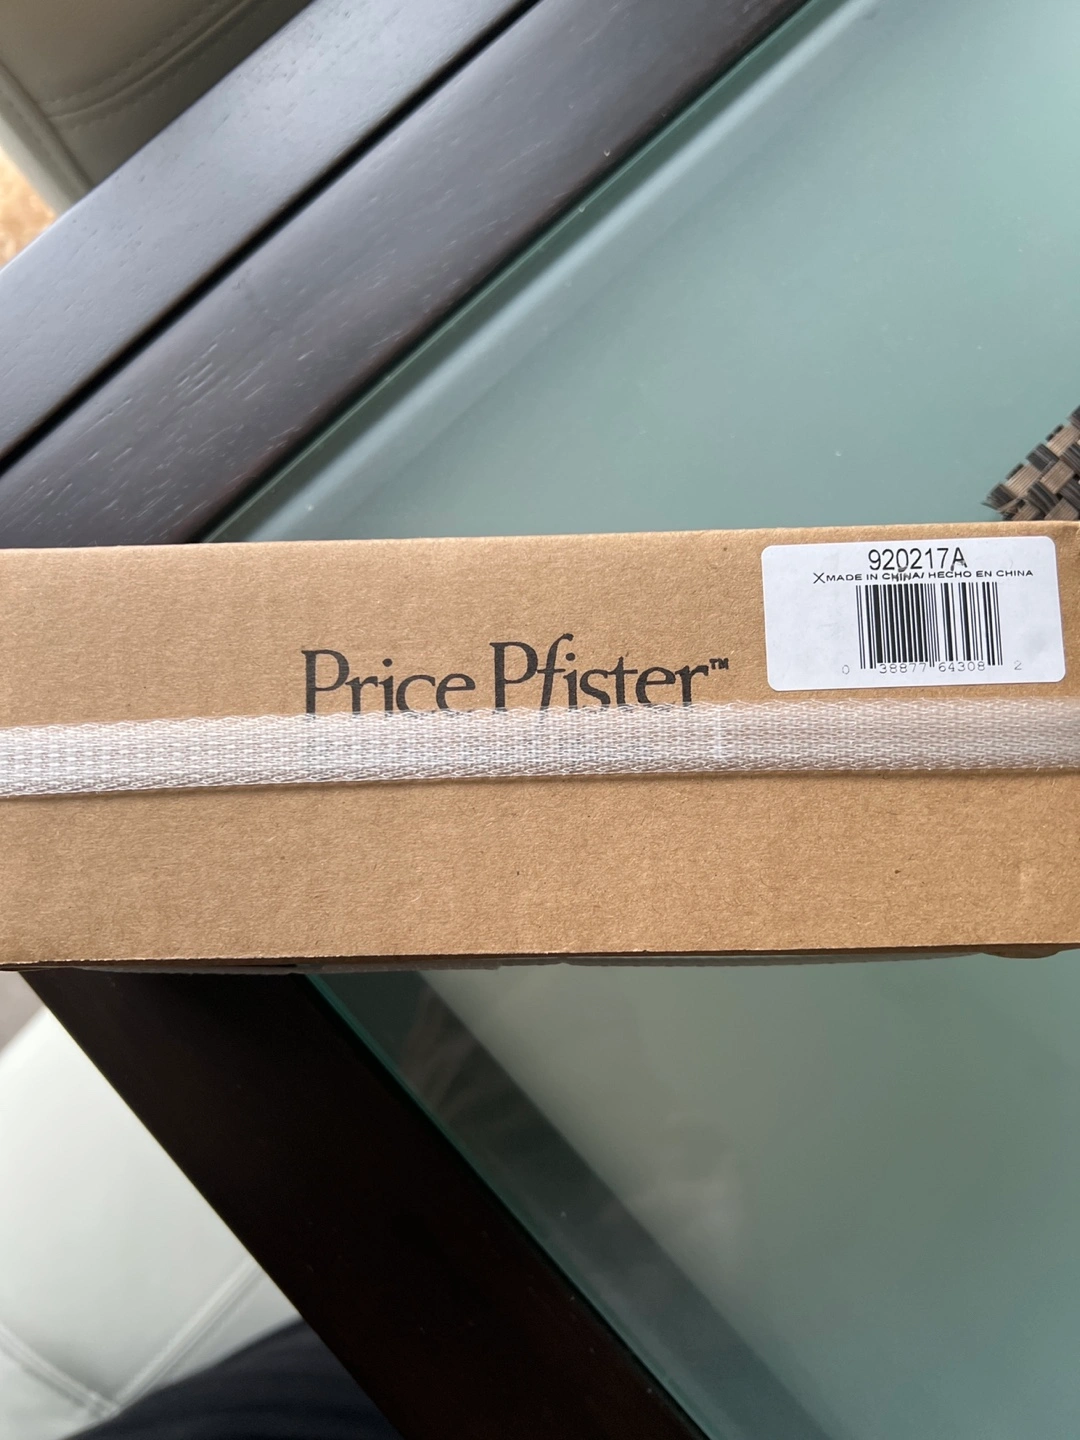 920217A
XMADE IN CHINA/ HECHO EN CHINA
0 38877 64308 2
Price Pfister™